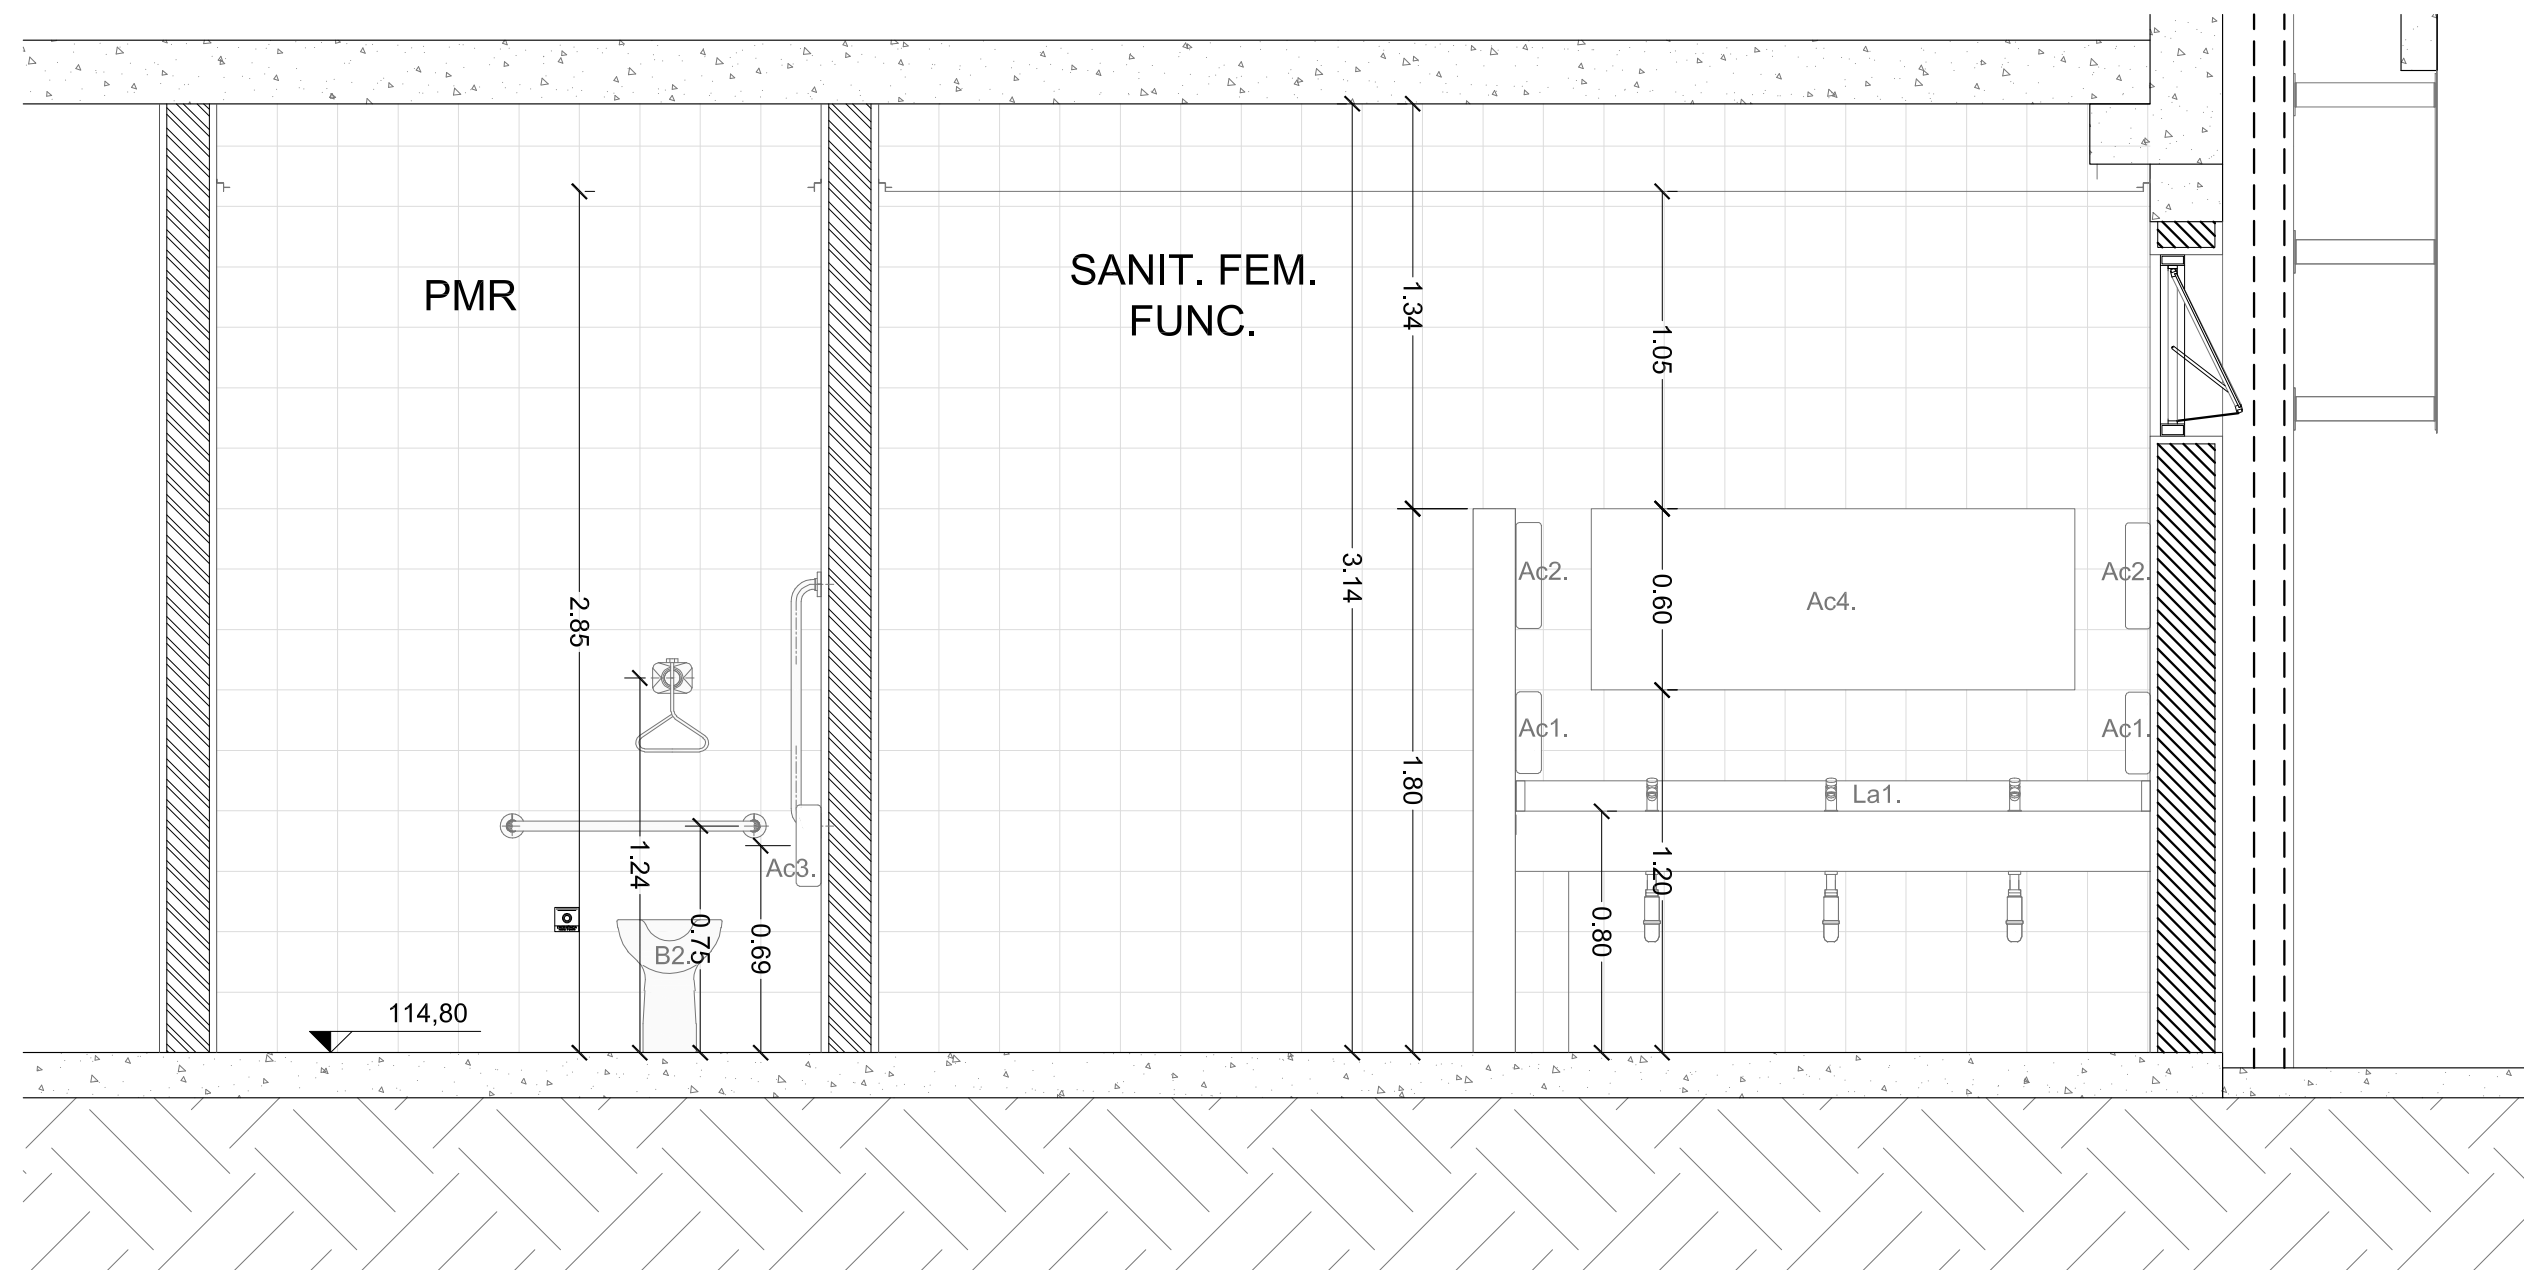 PMR
SANIT. FEM.
FUNC.
1.34
1.05
3.14
2.85
0.60
Ac2.
Ac4.
Ac2.
Ac1.
Ac1.
1.80
La1.
1.24
Ac3.
1.20
0.80
0.75
0.69
B2.
114,80